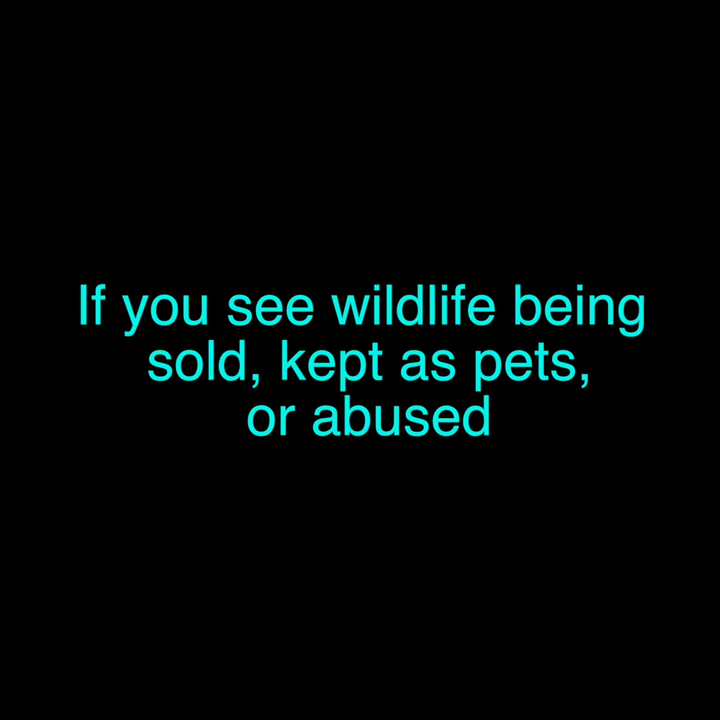 If you see wildlife being
sold, kept as pets,
or abused